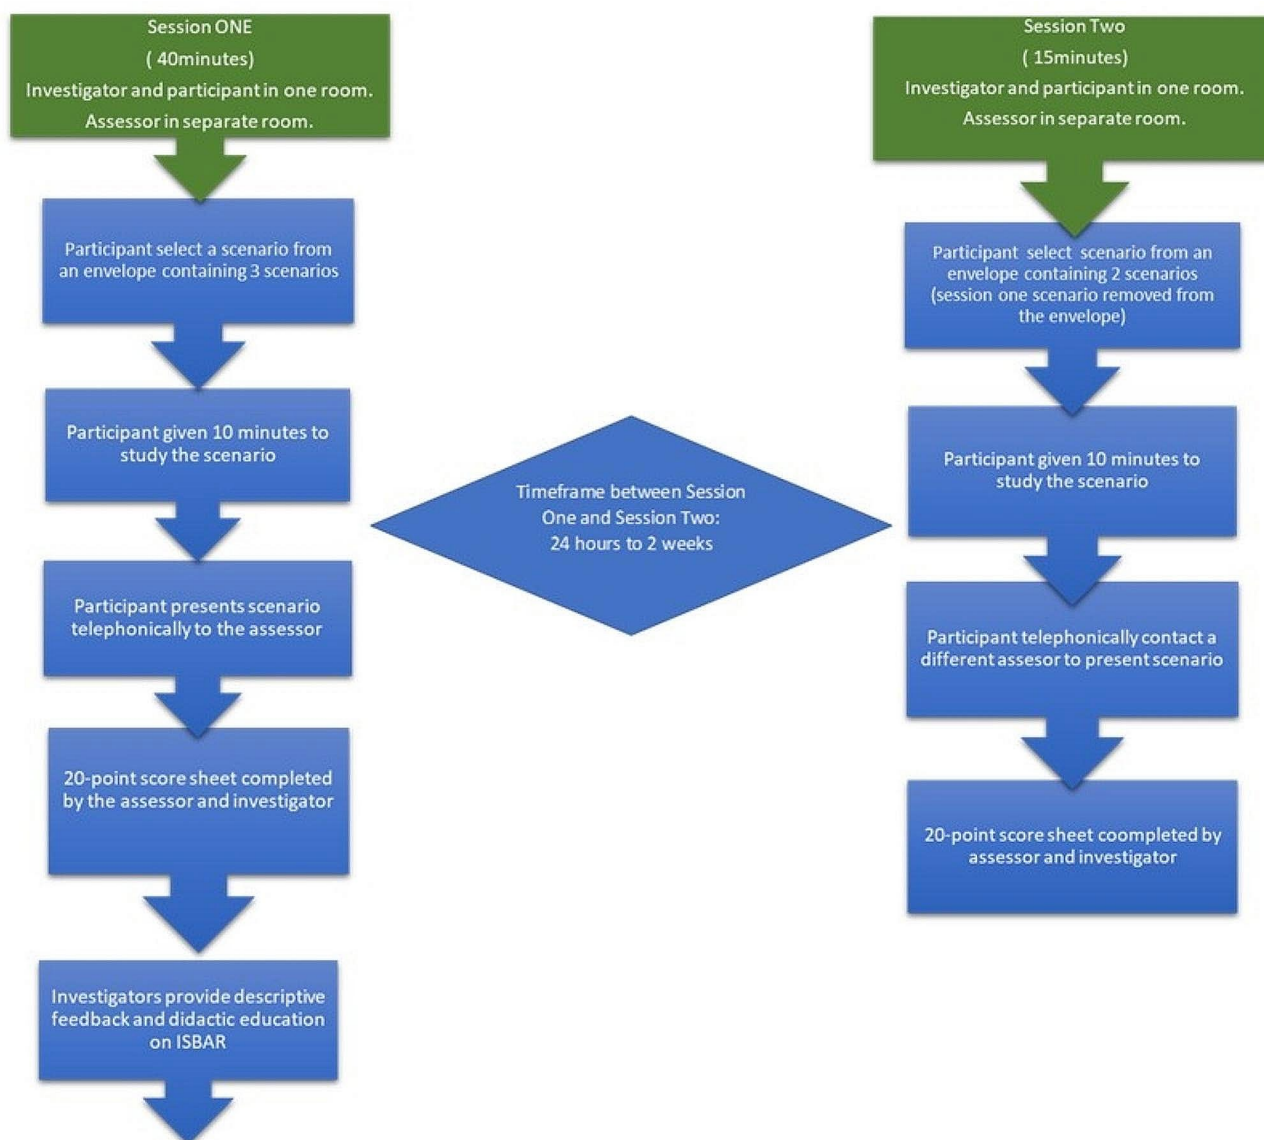 Session ONE
( 40minutes)
Investigator and participant in one room.
Assessor in separate room.
Participant select a scenario from
an envelope containing 3 scenarios
Participant given 10 minutes to
study the scenario
Participant presents scenario
telephonically to the assessor
20-point score sheet completed
by the assessor and investigator
Investigators provide descriptive
feedback and didactic education
on ISBAR
Timeframe between Session
One and Session Two:
24 hours to 2 weeks
Session Two
( 15minutes)
Investigator and participant in one room.
Assessor in separate room.
Participant select scenario from an
envelope containing 2 scenarios
(session one scenario removed from
the envelope)
Participant given 10 minutes to
study the scenario
Participant telephonically contact a
different assesor to present scenario
20-point score sheet coompleted by
assessor and investigator